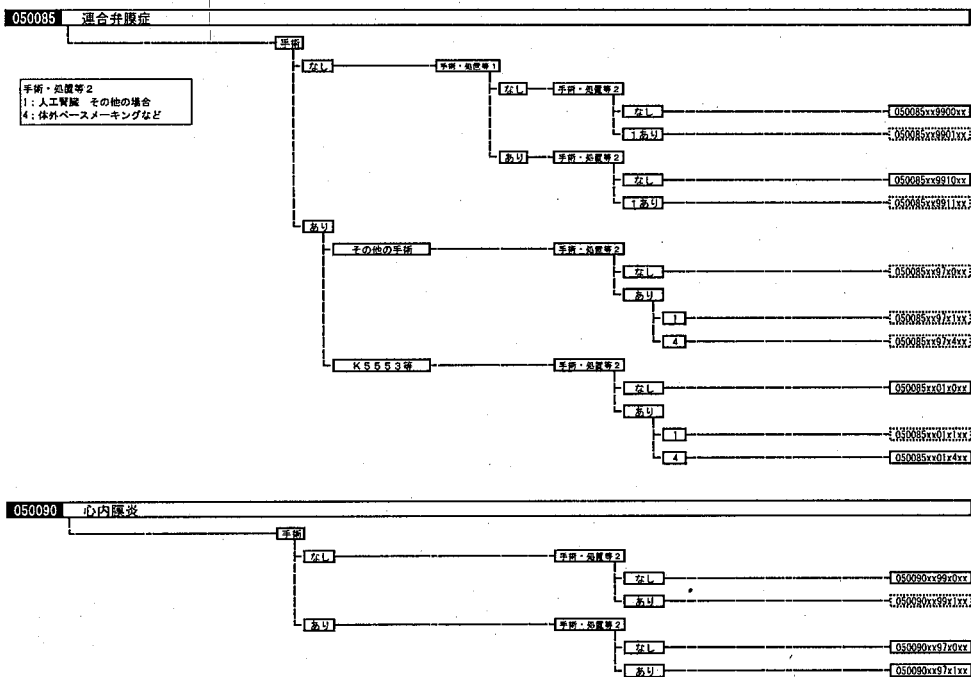 050085 連合弁膜症
手術
なし 手術・処置等1
手術・処置等2
1;人工腎臓 その他の場合
4;体外ペースメーキングなど
なし 手術・処置等2
なし 050085xx9900xx
1あり 050085xx9901xx
あり 手術・処置等2
なし 050085xx9910xx
1あり 050085xx9911xx
あり
その他の手術 手術・処置等2
なし 050085xx97x0xx
あり
1 050085xx97x1xx
4 050085xx97x4xx
K5553等 手術・処置等2
なし 050085xx01x0xx
あり
1 050085xx01x1xx
4 050085xx01x4xx
050090 心内膜炎
手術
なし 手術・処置等2
なし 050090xx99x0xx
あり 050090xx99x1xx
あり 手術・処置等2
なし 050090xx97x0xx
あり 050090xx97x1xx